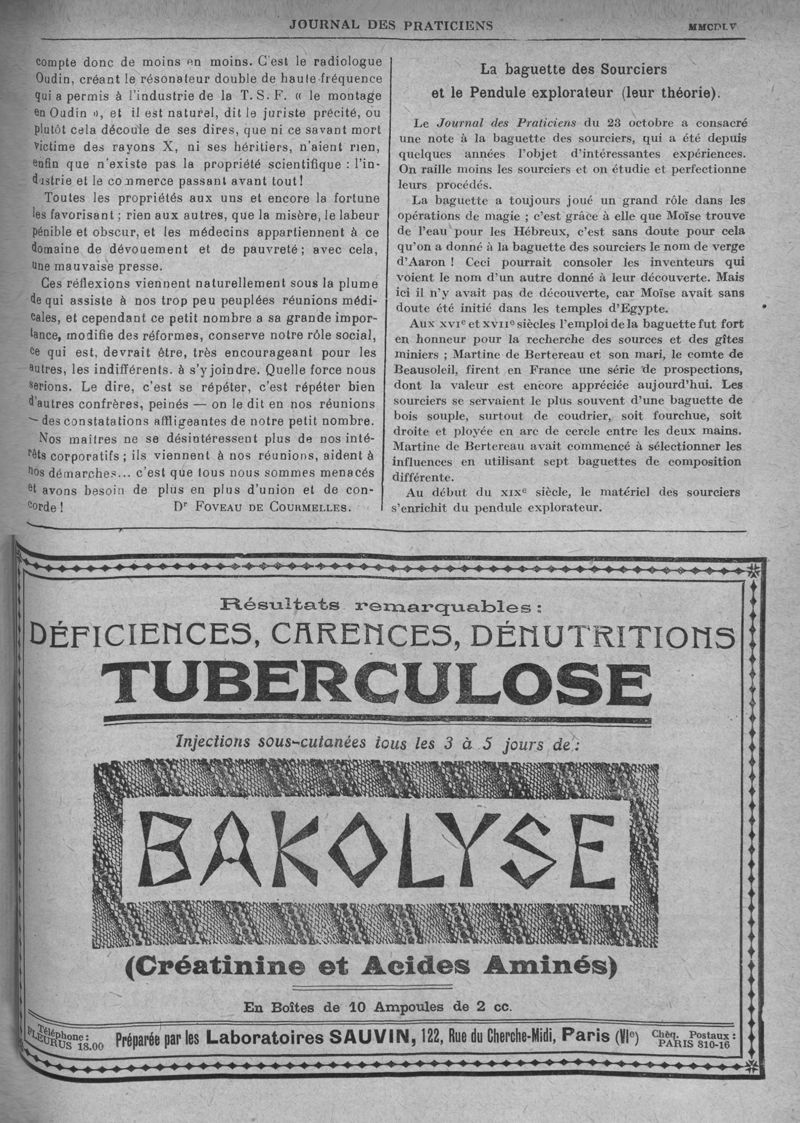 JOURNAL DES PRATICIENS
MMCDLV
compte donc de moins en moins. C'est le radiologue
Oudin, créant le résonateur double de haute-fréquence
qui a permis à l'industrie de la T. S. F. « le montage
en Oudin », et il est naturel, dit le juriste précité, ou
plutôt cela découle de ses dires, que ni ce savant mort
victime des rayons X, ni ses héritiers, n'aient rien,
enfin que n'existe pas la propriété scientifique : l'in-
dustrie et le commerce passant avant tout !
Toutes les propriétés aux uns et encore la fortune
les favorisant ; rien aux autres, que la misère, le labeur
pénible et obscur, et les médecins appartiennent à ce
domaine de dévouement et de pauvreté ; avec cela,
une mauvaise presse.
Ces réflexions viennent naturellement sous la plume
de qui assiste à nos trop peu peuplées réunions médi-
cales, et cependant ce petit nombre a sa grande impor-
tance, modifie des réformes, conserve notre rôle social,
ce qui est, devrait être, très encourageant pour les
autres, les indifférents. à s'y joindre. Quelle force nous
serions. Le dire, c'est se répéter, c'est répéter bien
d'autres confrères, peinés — on le dit en nos réunions
— des constatations affligeantes de notre petit nombre.
Nos maîtres ne se désintéressent plus de nos inté-
rêts corporatifs ; ils viennent à nos réunions, aident à
nos démarches... c'est que tous nous sommes menacés
et avons besoin de plus en plus d'union et de con-
corde ! Dr FOVEAU DE COURMELLES.
La baguette des Sourciers
et le Pendule explorateur (leur théorie).
Le Journal des Praticiens du 23 octobre a consacré
une note à la baguette des sourciers, qui a été depuis
quelques années l'objet d'intéressantes expériences.
On raille moins les sourciers et on étudie et perfectionne
leurs procédés.
La baguette a toujours joué un grand rôle dans les
opérations de magie ; c'est grâce à elle que Moïse trouve
de l'eau pour les Hébreux, c'est sans doute pour cela
qu'on a donné à la baguette des sourciers le nom de verge
d'Aaron ! Ceci pourrait consoler les inventeurs qui
voient le nom d'un autre donné à leur découverte. Mais
ici il n'y avait pas de découverte, car Moïse avait sans
doute été initié dans les temples d'Egypte.
Aux XVIe et XVIIe siècles l'emploi de la baguette fut fort
en honneur pour la recherche des sources et des gîtes
miniers ; Martine de Bertereau et son mari, le comte de
Beausoleil, firent en France une série de prospections,
dont la valeur est encore appréciée aujourd'hui. Les
sourciers se servaient le plus souvent d'une baguette de
bois souple, surtout de coudrier, soit fourchue, soit
droite et ployée en arc de cercle entre les deux mains.
Martine de Bertereau avait commencé à sélectionner les
influences en utilisant sept baguettes de composition
différente.
Au début du XIXe siècle, le matériel des sourciers
s'enrichit du pendule explorateur.
Résultats remarquables :
DÉFICIENCES, CARENCES, DÉNUTRITIONS
TUBERCULOSE
Injections sous-cutanées tous les 3 à 5 jours de :
BAKOLYSE
(Créatinine et Acides Aminés)
En Boîtes de 10 Ampoules de 2 cc.
Téléphone :
FLEURUS 18.00
Préparée par les Laboratoires SAUVIN, 122, Rue du Cherche-Midi, Paris (VIe)
Chèq. Postaux :
PARIS 810-16